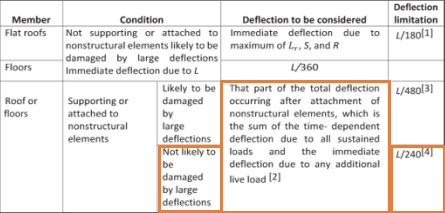 Member Condition Deflection to be considered Deflection limitation
Flat roofs Not supporting or attached to Immediate deflection due to L/180[1]
nonstructural elements likely to be maximum of Lr, S, and R
damaged by large deflections
Floors Immediate deflection due to L L/360
Roof or floors Supporting or attached to nonstructural elements
Likely to be
damaged
by
large
deflections
Not likely to
be
damaged
by large
deflections
That part of the total deflection
occurring after attachment of
nonstructural elements, which is
the sum of the time- dependent
deflection due to all sustained
loads and the immediate
deflection due to any additional
live load [2]
L/480[3]
L/240[4]